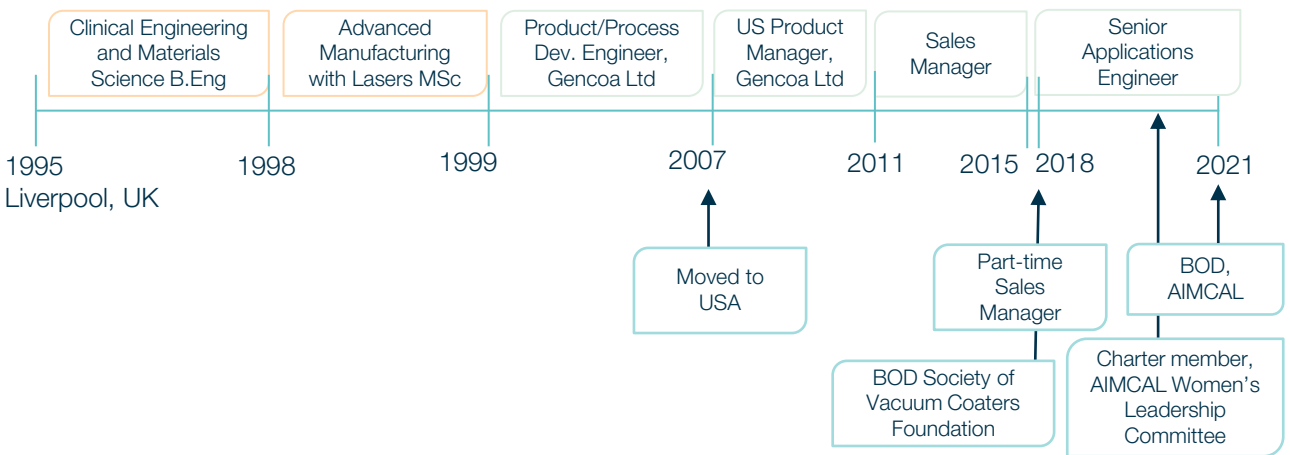 Clinical Engineering
and Materials
Science B.Eng
Advanced
Manufacturing
with Lasers MSc
Product/Process
Dev. Engineer,
Gencoa Ltd
US Product
Manager,
Gencoa Ltd
Sales
Manager
Senior
Applications
Engineer
1995
Liverpool, UK
1998
1999
2007
2011
2015
2018
2021
Moved to
USA
Part-time
Sales
Manager
BOD,
AIMCAL
BOD Society of
Vacuum Coaters
Foundation
Charter member,
AIMCAL Women's
Leadership
Committee